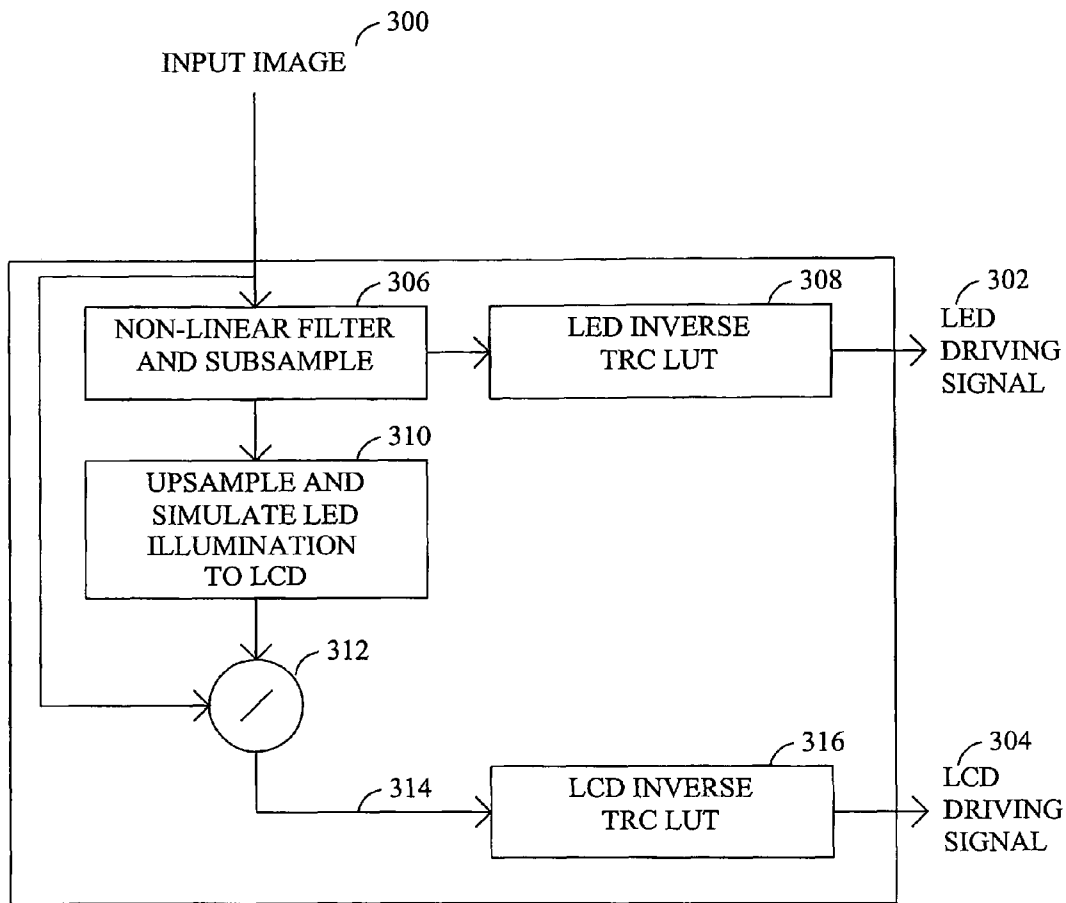 300
INPUT IMAGE
306
NON-LINEAR FILTER
AND SUBSAMPLE
308
LED INVERSE
TRC LUT
302
LED
DRIVING
SIGNAL
310
UPSAMPLE AND
SIMULATE LED
ILLUMINATION
TO LCD
312
/
314
316
LCD INVERSE
TRC LUT
304
LCD
DRIVING
SIGNAL